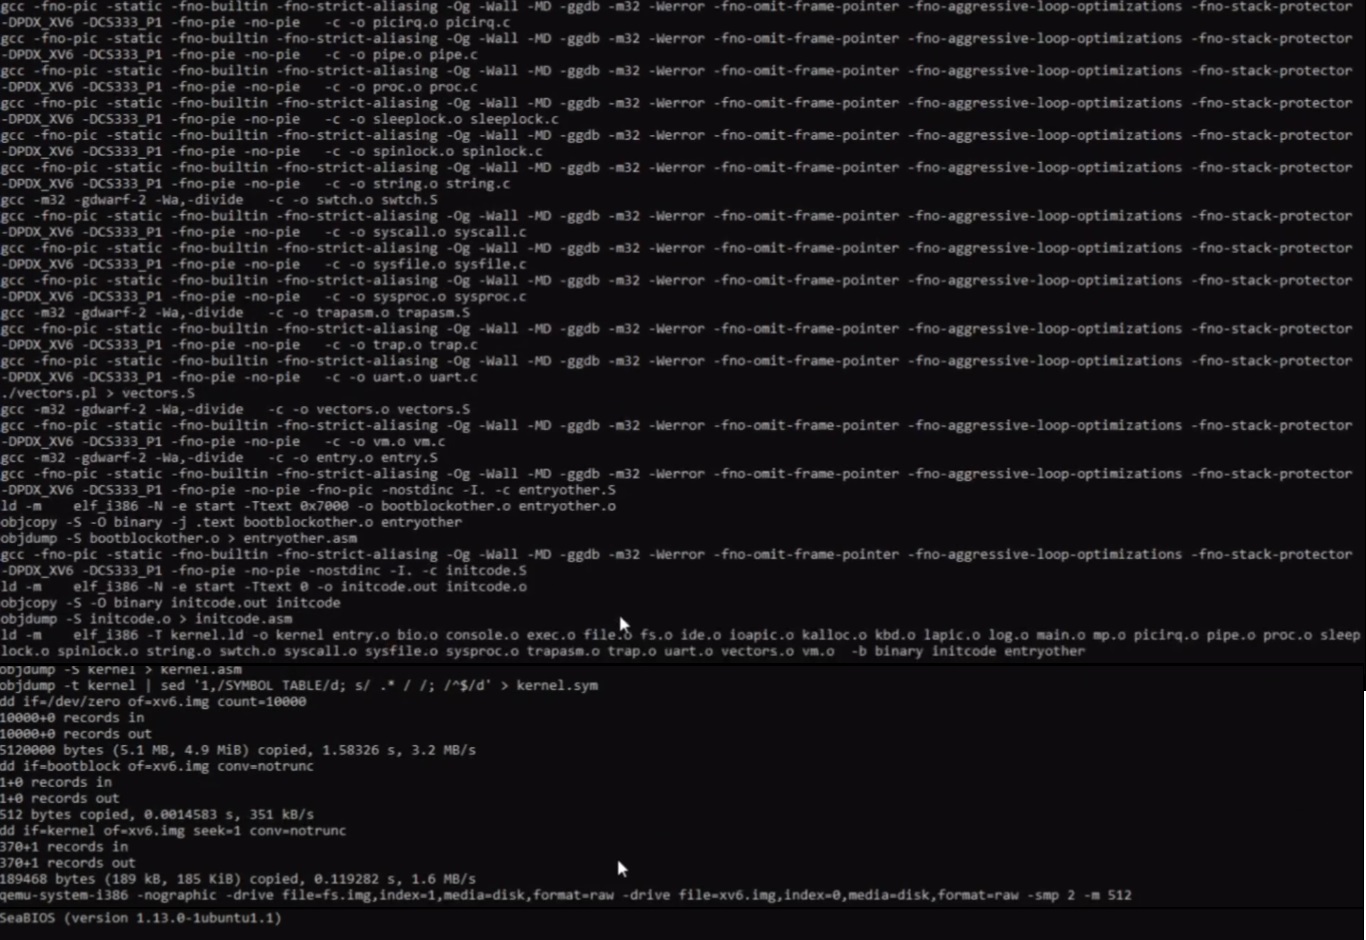 gcc -fno-pic -static -fno-builtin -fno-strict-aliasing -Og -Wall -MD -ggdb -m32 -Werror -fno-omit-frame-pointer -fno-aggressive-loop-optimizations -fno-stack-protector
-DPDX_XV6 -DCS333_P1 -fno-pie -no-pie   -c -o picirq.o picirq.c
gcc -fno-pic -static -fno-builtin -fno-strict-aliasing -Og -Wall -MD -ggdb -m32 -Werror -fno-omit-frame-pointer -fno-aggressive-loop-optimizations -fno-stack-protector
-DPDX_XV6 -DCS333_P1 -fno-pie -no-pie   -c -o pipe.o pipe.c
gcc -fno-pic -static -fno-builtin -fno-strict-aliasing -Og -Wall -MD -ggdb -m32 -Werror -fno-omit-frame-pointer -fno-aggressive-loop-optimizations -fno-stack-protector
-DPDX_XV6 -DCS333_P1 -fno-pie -no-pie   -c -o proc.o proc.c
gcc -fno-pic -static -fno-builtin -fno-strict-aliasing -Og -Wall -MD -ggdb -m32 -Werror -fno-omit-frame-pointer -fno-aggressive-loop-optimizations -fno-stack-protector
-DPDX_XV6 -DCS333_P1 -fno-pie -no-pie   -c -o sleeplock.o sleeplock.c
gcc -fno-pic -static -fno-builtin -fno-strict-aliasing -Og -Wall -MD -ggdb -m32 -Werror -fno-omit-frame-pointer -fno-aggressive-loop-optimizations -fno-stack-protector
-DPDX_XV6 -DCS333_P1 -fno-pie -no-pie   -c -o spinlock.o spinlock.c
gcc -fno-pic -static -fno-builtin -fno-strict-aliasing -Og -Wall -MD -ggdb -m32 -Werror -fno-omit-frame-pointer -fno-aggressive-loop-optimizations -fno-stack-protector
-DPDX_XV6 -DCS333_P1 -fno-pie -no-pie   -c -o string.o string.c
gcc -m32 -gdwarf-2 -Wa,-divide   -c -o swtch.o swtch.S
gcc -fno-pic -static -fno-builtin -fno-strict-aliasing -Og -Wall -MD -ggdb -m32 -Werror -fno-omit-frame-pointer -fno-aggressive-loop-optimizations -fno-stack-protector
-DPDX_XV6 -DCS333_P1 -fno-pie -no-pie   -c -o syscall.o syscall.c
gcc -fno-pic -static -fno-builtin -fno-strict-aliasing -Og -Wall -MD -ggdb -m32 -Werror -fno-omit-frame-pointer -fno-aggressive-loop-optimizations -fno-stack-protector
-DPDX_XV6 -DCS333_P1 -fno-pie -no-pie   -c -o sysfile.o sysfile.c
gcc -fno-pic -static -fno-builtin -fno-strict-aliasing -Og -Wall -MD -ggdb -m32 -Werror -fno-omit-frame-pointer -fno-aggressive-loop-optimizations -fno-stack-protector
-DPDX_XV6 -DCS333_P1 -fno-pie -no-pie   -c -o sysproc.o sysproc.c
gcc -m32 -gdwarf-2 -Wa,-divide   -c -o trapasm.o trapasm.S
gcc -fno-pic -static -fno-builtin -fno-strict-aliasing -Og -Wall -MD -ggdb -m32 -Werror -fno-omit-frame-pointer -fno-aggressive-loop-optimizations -fno-stack-protector
-DPDX_XV6 -DCS333_P1 -fno-pie -no-pie   -c -o trap.o trap.c
gcc -fno-pic -static -fno-builtin -fno-strict-aliasing -Og -Wall -MD -ggdb -m32 -Werror -fno-omit-frame-pointer -fno-aggressive-loop-optimizations -fno-stack-protector
-DPDX_XV6 -DCS333_P1 -fno-pie -no-pie   -c -o uart.o uart.c
./vectors.pl > vectors.S
gcc -m32 -gdwarf-2 -Wa,-divide   -c -o vectors.o vectors.S
gcc -fno-pic -static -fno-builtin -fno-strict-aliasing -Og -Wall -MD -ggdb -m32 -Werror -fno-omit-frame-pointer -fno-aggressive-loop-optimizations -fno-stack-protector
-DPDX_XV6 -DCS333_P1 -fno-pie -no-pie   -c -o vm.o vm.c
gcc -m32 -gdwarf-2 -Wa,-divide   -c -o entry.o entry.S
gcc -fno-pic -static -fno-builtin -fno-strict-aliasing -Og -Wall -MD -ggdb -m32 -Werror -fno-omit-frame-pointer -fno-aggressive-loop-optimizations -fno-stack-protector
-DPDX_XV6 -DCS333_P1 -fno-pie -no-pie -fno-pic -nostdinc -I. -c entryother.S
ld -m    elf_i386 -N -e start -Ttext 0x7000 -o bootblockother.o entryother.o
objcopy -S -O binary -j .text bootblockother.o entryother
objdump -S bootblockother.o > entryother.asm
gcc -fno-pic -static -fno-builtin -fno-strict-aliasing -Og -Wall -MD -ggdb -m32 -Werror -fno-omit-frame-pointer -fno-aggressive-loop-optimizations -fno-stack-protector
-DPDX_XV6 -DCS333_P1 -fno-pie -no-pie -nostdinc -I. -c initcode.S
ld -m    elf_i386 -N -e start -Ttext 0 -o initcode.out initcode.o
objcopy -S -O binary initcode.out initcode
objdump -S initcode.o > initcode.asm
ld -m    elf_i386 -T kernel.ld -o kernel entry.o bio.o console.o exec.o file.o fs.o ide.o ioapic.o kalloc.o kbd.o lapic.o log.o main.o mp.o picirq.o pipe.o proc.o sleep
lock.o spinlock.o string.o swtch.o syscall.o sysfile.o sysproc.o trapasm.o trap.o uart.o vectors.o vm.o  -b binary initcode entryother
objdump -S kernel > kernel.asm
objdump -t kernel | sed '1,/SYMBOL TABLE/d; s/ .* / /; /^$/d' > kernel.sym
dd if=/dev/zero of=xv6.img count=10000
10000+0 records in
10000+0 records out
5120000 bytes (5.1 MB, 4.9 MiB) copied, 1.58326 s, 3.2 MB/s
dd if=bootblock of=xv6.img conv=notrunc
1+0 records in
1+0 records out
512 bytes copied, 0.0014583 s, 351 kB/s
dd if=kernel of=xv6.img seek=1 conv=notrunc
370+1 records in
370+1 records out
189468 bytes (189 kB, 185 KiB) copied, 0.119282 s, 1.6 MB/s
qemu-system-i386 -nographic -drive file=fs.img,index=1,media=disk,format=raw -drive file=xv6.img,index=0,media=disk,format=raw -smp 2 -m 512
SeaBIOS (version 1.13.0-1ubuntu1.1)